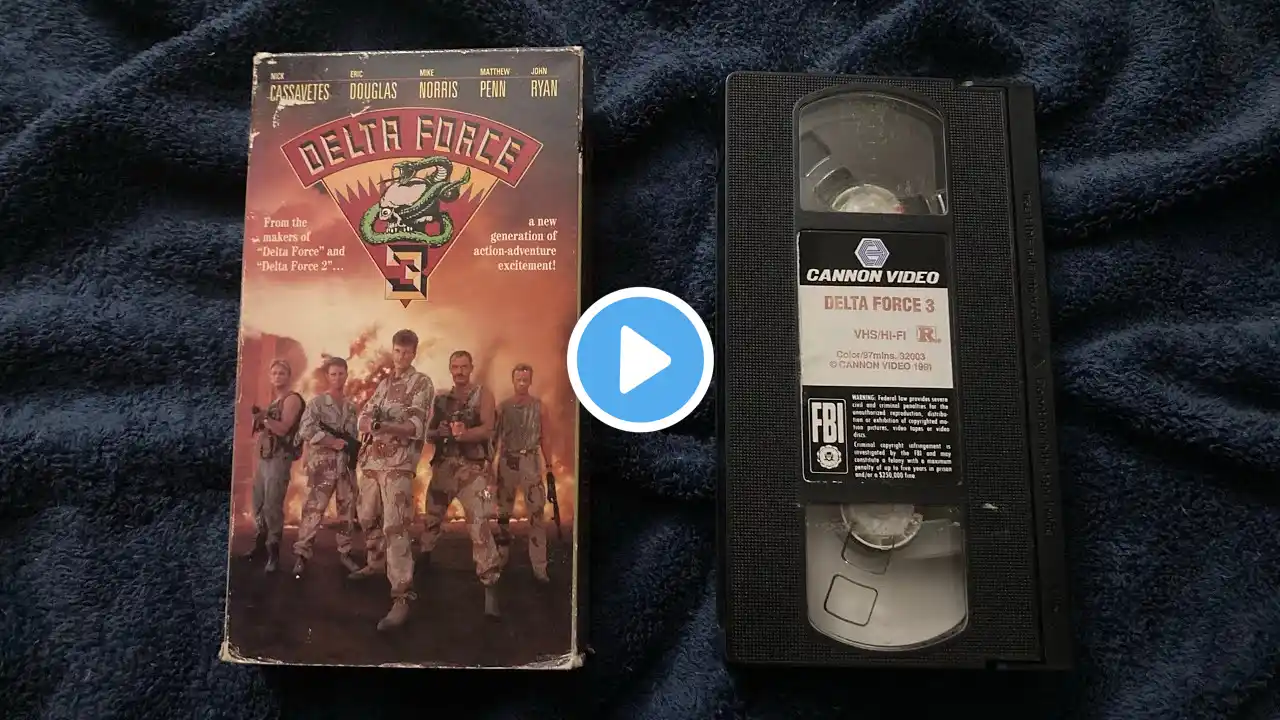 NICK CASSAVETES
ERIC DOUGLAS
MIKE NORRIS
MATTHEW PENN
JOHN RYAN
DELTA FORCE
3
From the
makers of
"Delta Force" and
"Delta Force 2"...
a new
generation of
action-adventure
excitement!
CANNON VIDEO
DELTA FORCE 3
VHS/HI-FI R
Color/97mins. 32003
© CANNON VIDEO 1991
FBI
WARNING: Federal law provides severe
civil and criminal penalties for the
unauthorized reproduction, distribu-
tion or exhibition of copyrighted mo-
tion pictures, video tapes or video
discs.
Criminal copyright infringement is
investigated by the FBI and may
constitute a felony with a maximum
penalty of up to five years in prison
and/or a $250,000 fine